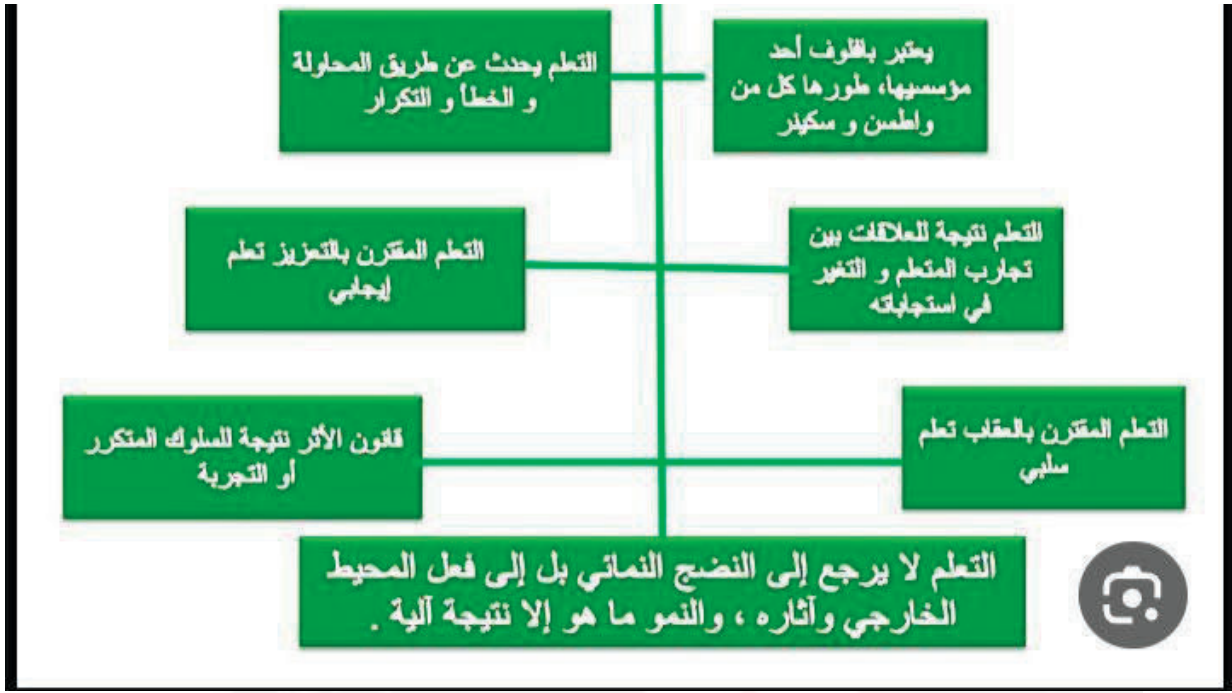 يعتبر بافلوف أحد
مؤسسيها، طورها كل من
واطسن و سكينر
التعلم يحدث عن طريق المحاولة
و الخطأ و التكرار
التعلم نتيجة للعلاقات بين
تجارب المتعلم و التغير
في استجاباته
التعلم المقترن بالتعزيز تعلم
إيجابي
التعلم المقترن بالعقاب تعلم
سلبي
قانون الأثر نتيجة للسلوك المتكرر
أو التجربة
التعلم لا يرجع إلى النضج النمائي بل إلى فعل المحيط
الخارجي وآثاره ، والنمو ما هو إلا نتيجة آلية .